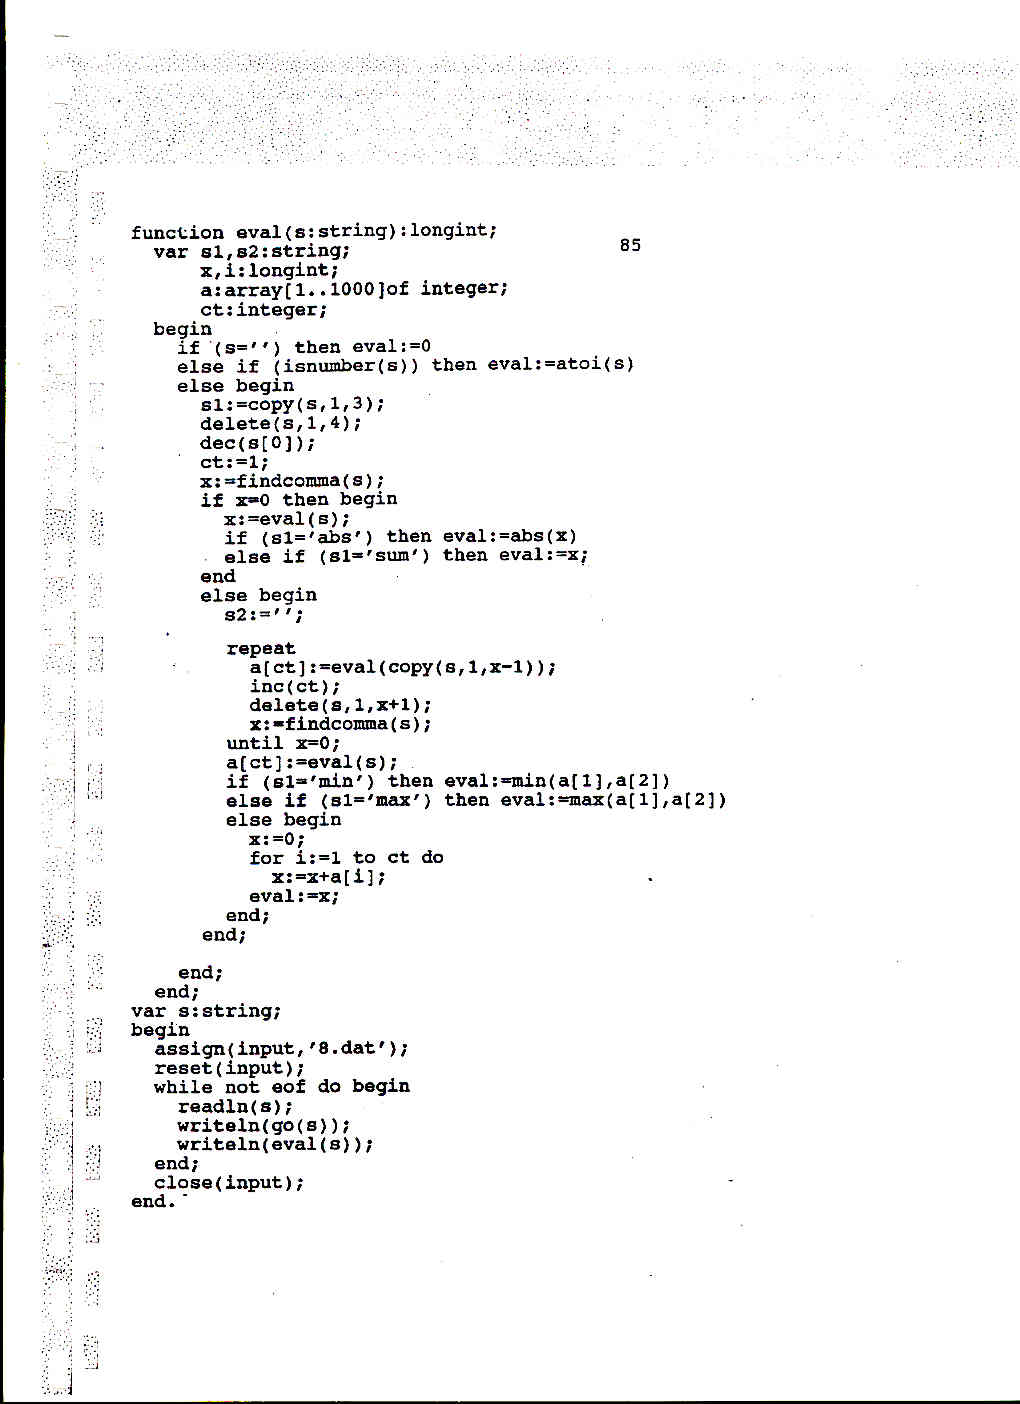 function eval(s:string):longint;
85
  var s1,s2:string;
      x,i:longint;
      a:array[1..1000]of integer;
      ct:integer;
  begin
    if (s='') then eval:=0
    else if (isnumber(s)) then eval:=atoi(s)
    else begin
      s1:=copy(s,1,3);
      delete(s,1,4);
      dec(s[0]);
      ct:=1;
      x:=findcomma(s);
      if x=0 then begin
        x:=eval(s);
        if (s1='abs') then eval:=abs(x)
        else if (s1='sum') then eval:=x;
      end
      else begin
        s2:='';
        repeat
          a[ct]:=eval(copy(s,1,x-1));
          inc(ct);
          delete(s,1,x+1);
          x:=findcomma(s);
        until x=0;
        a[ct]:=eval(s);
        if (s1='min') then eval:=min(a[1],a[2])
        else if (s1='max') then eval:=max(a[1],a[2])
        else begin
          x:=0;
          for i:=1 to ct do
            x:=x+a[i];
          eval:=x;
        end;
      end;
    end;
  end;
var s:string;
begin
  assign(input,'8.dat');
  reset(input);
  while not eof do begin
    readln(s);
    writeln(go(s));
    writeln(eval(s));
  end;
  close(input);
end.